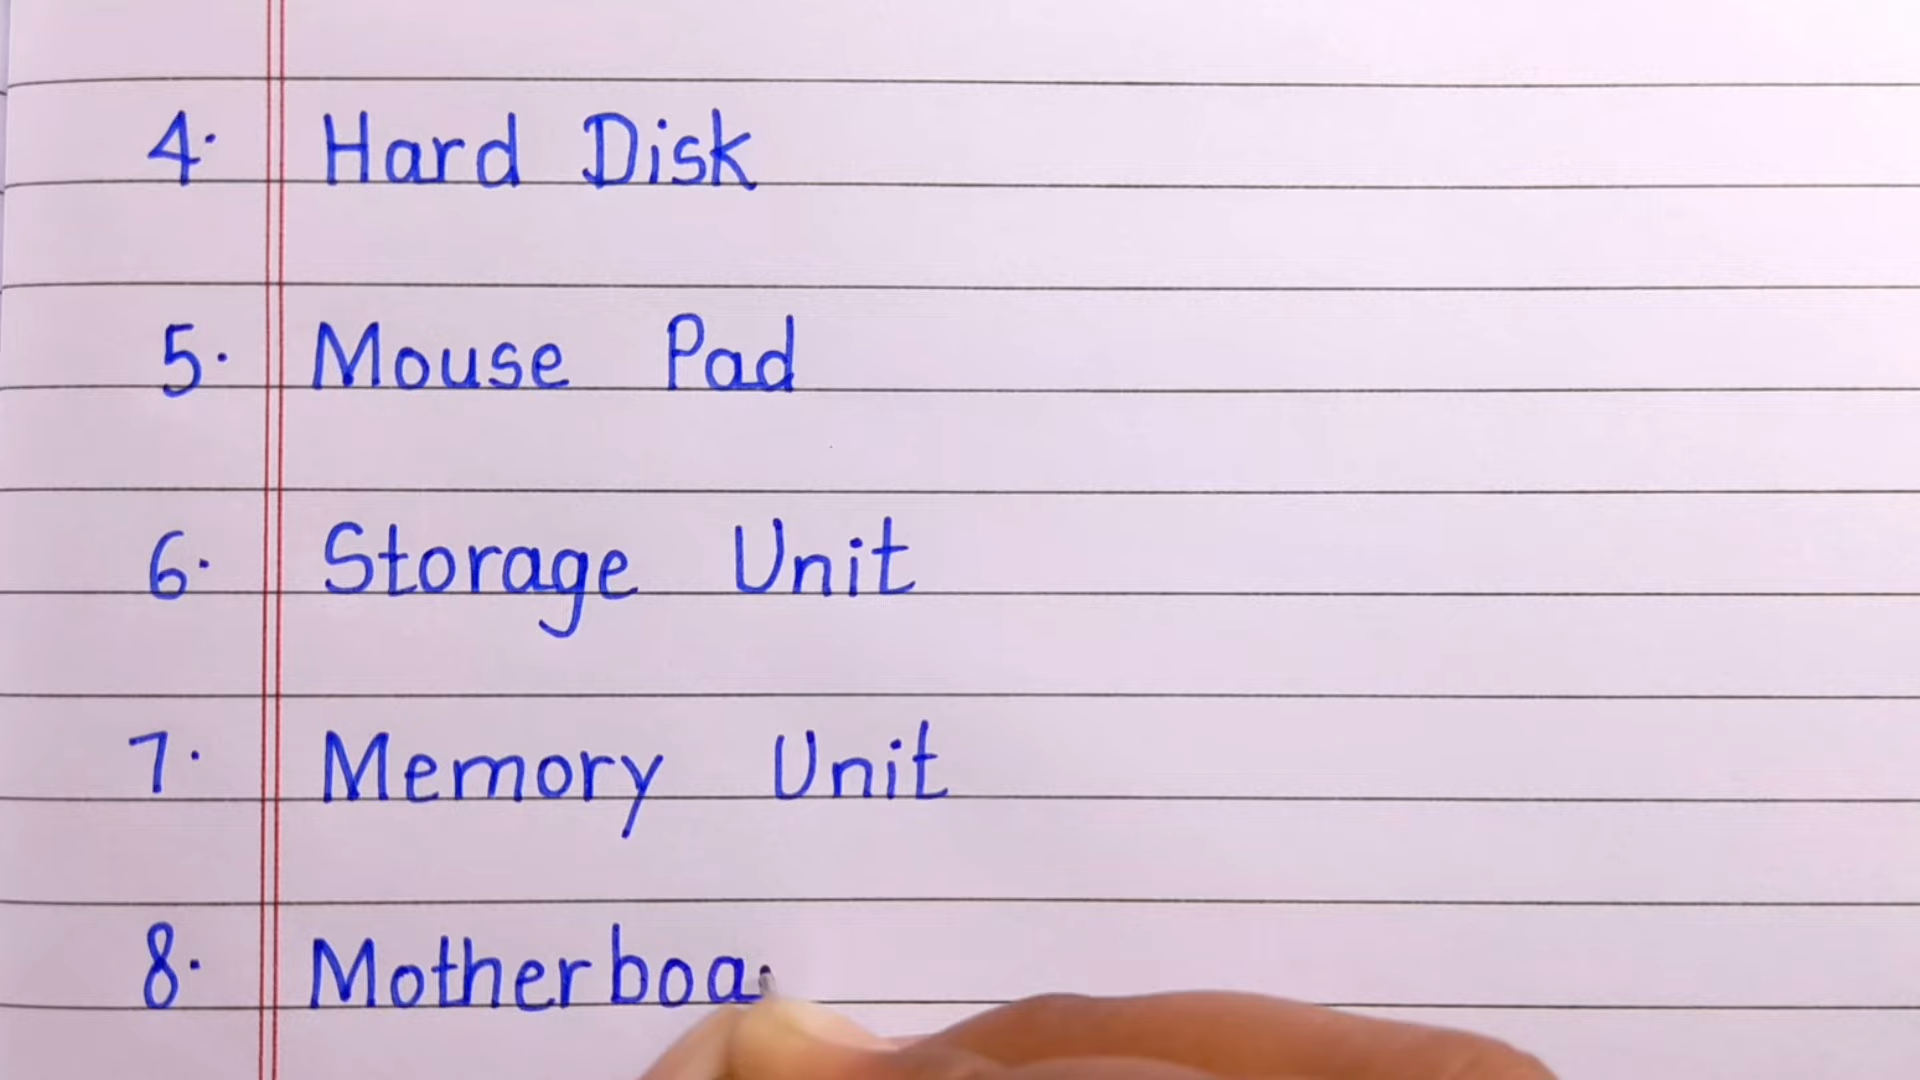 4. Hard Disk
5. Mouse Pad
6. Storage Unit
7. Memory Unit
8. Motherboa